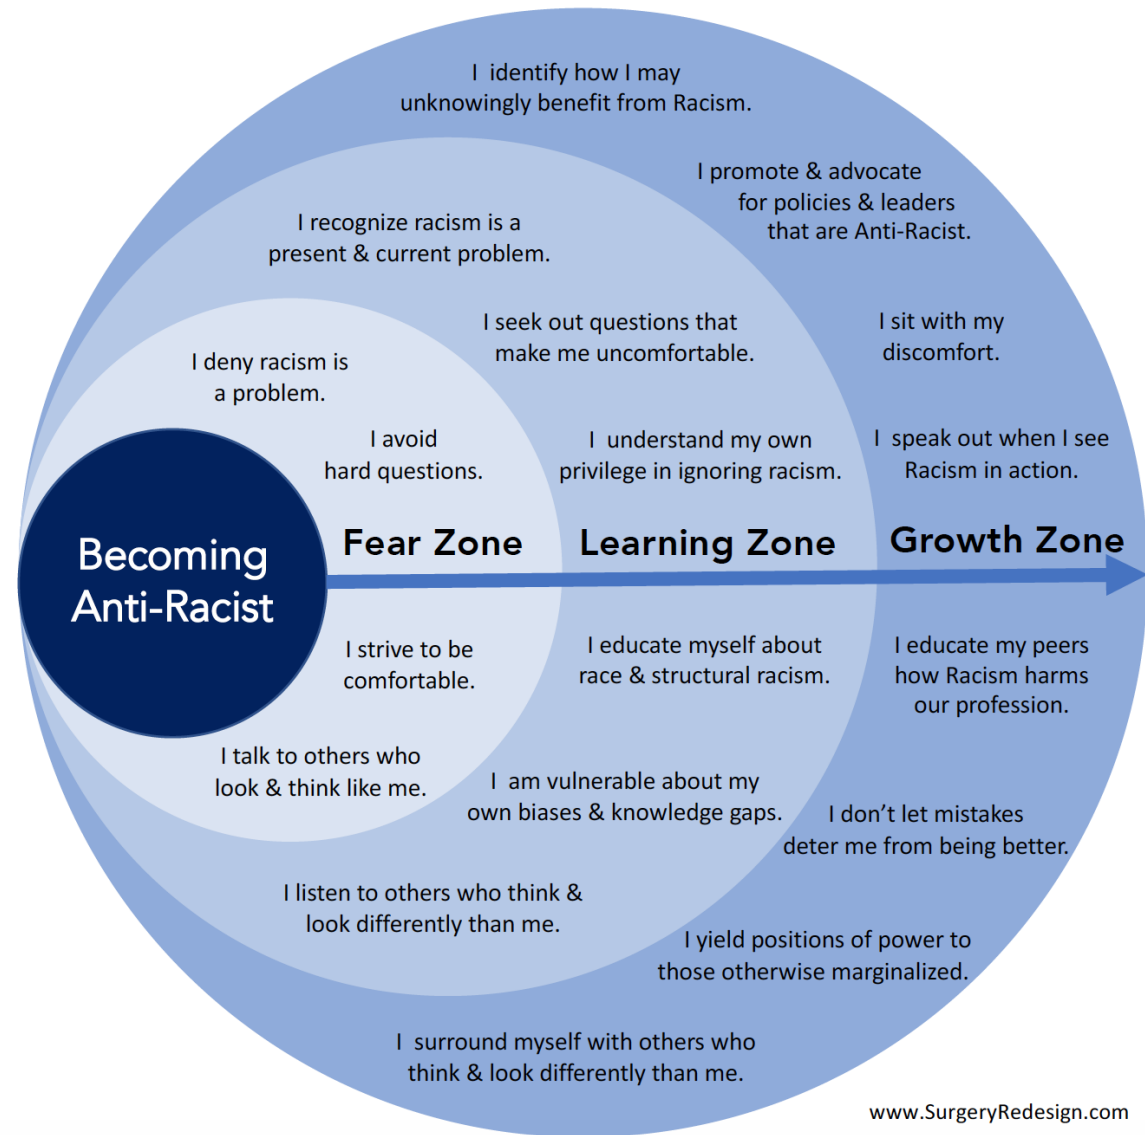 I identify how I may
unknowingly benefit from Racism.
I promote & advocate
for policies & leaders
that are Anti-Racist.
I recognize racism is a
present & current problem.
I seek out questions that
make me uncomfortable.
I sit with my
discomfort.
I deny racism is
a problem.
I avoid
hard questions.
I understand my own
privilege in ignoring racism.
I speak out when I see
Racism in action.
Becoming
Anti-Racist
Fear Zone
Learning Zone
Growth Zone
I strive to be
comfortable.
I educate myself about
race & structural racism.
I educate my peers
how Racism harms
our profession.
I talk to others who
look & think like me.
I am vulnerable about my
own biases & knowledge gaps.
I don’t let mistakes
deter me from being better.
I listen to others who think &
look differently than me.
I yield positions of power to
those otherwise marginalized.
I surround myself with others who
think & look differently than me.
www.SurgeryRedesign.com